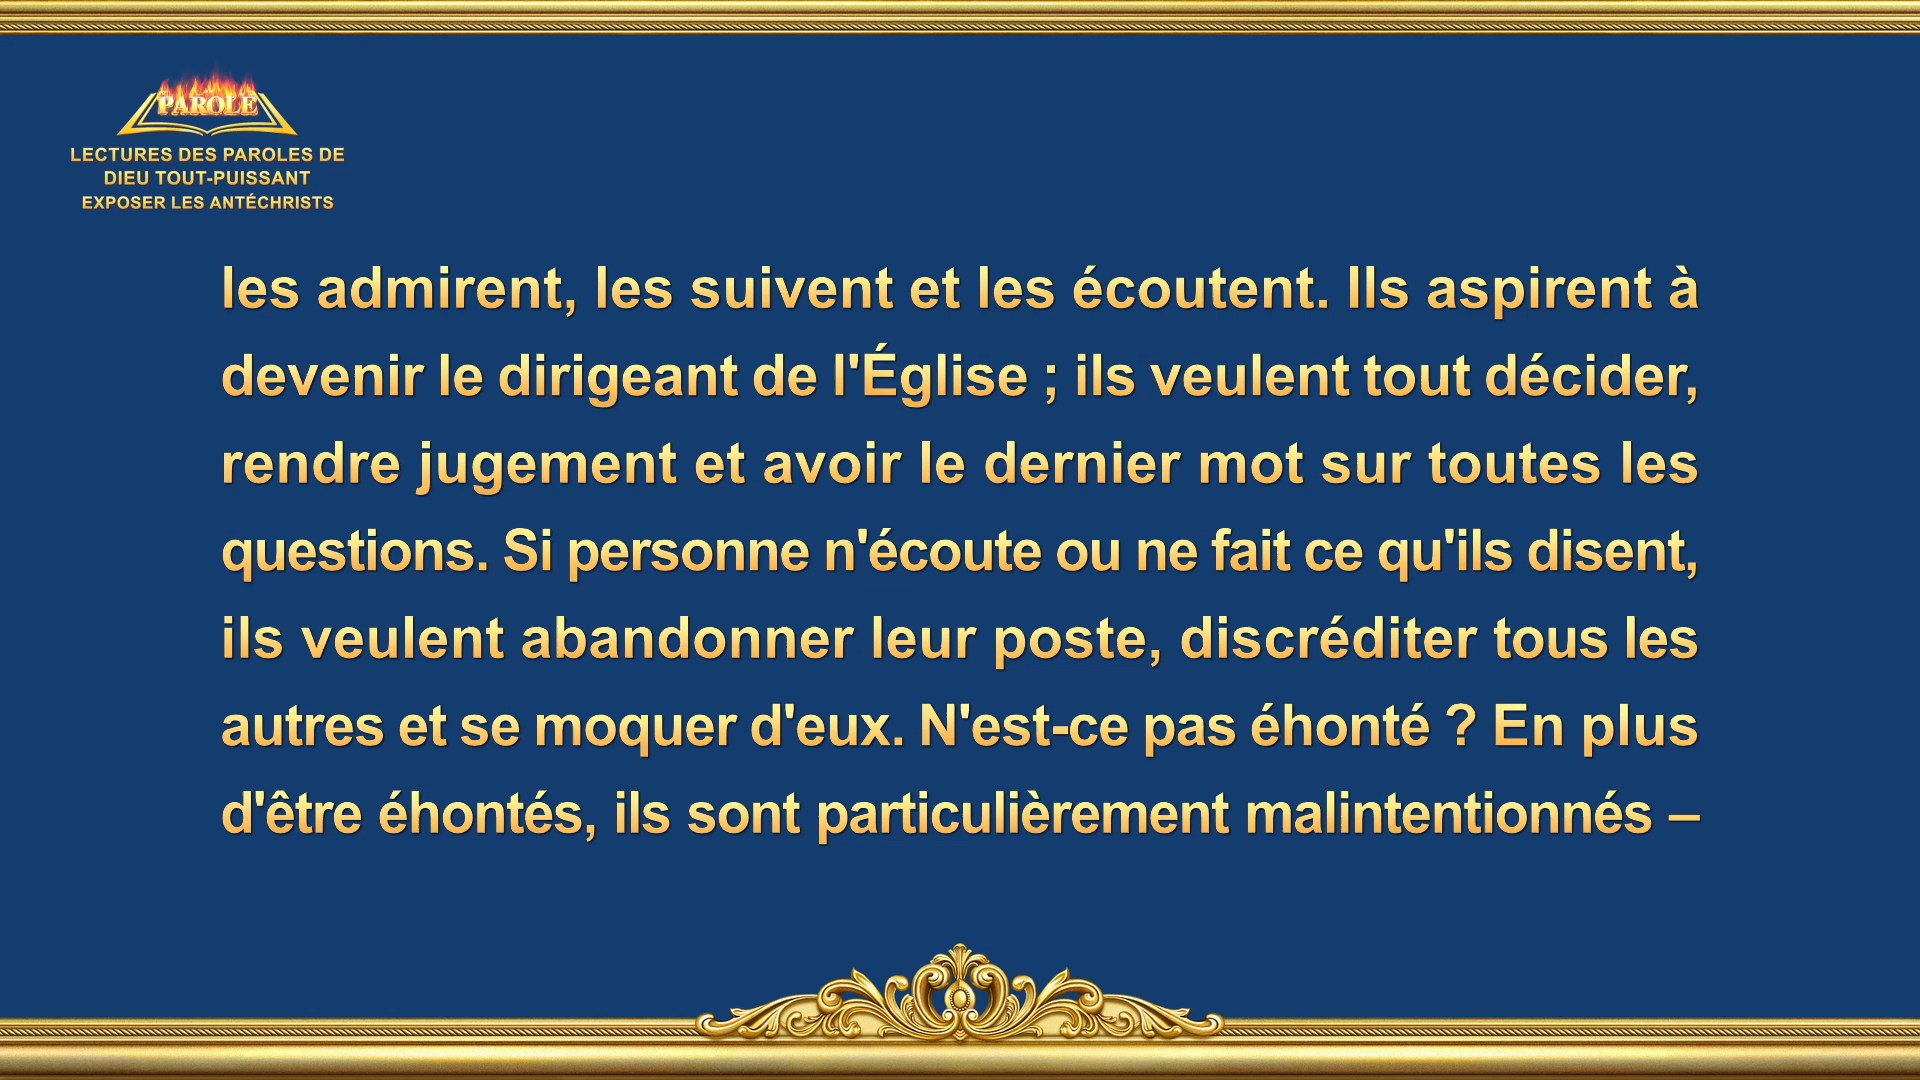 PAROLE
LECTURES DES PAROLES DE
DIEU TOUT-PUISSANT
EXPOSER LES ANTÉCHRISTS
les admirent, les suivent et les écoutent. Ils aspirent à
devenir le dirigeant de l'Église ; ils veulent tout décider,
rendre jugement et avoir le dernier mot sur toutes les
questions. Si personne n'écoute ou ne fait ce qu'ils disent,
ils veulent abandonner leur poste, discréditer tous les
autres et se moquer d'eux. N'est-ce pas éhonté ? En plus
d'être éhontés, ils sont particulièrement malintentionnés –